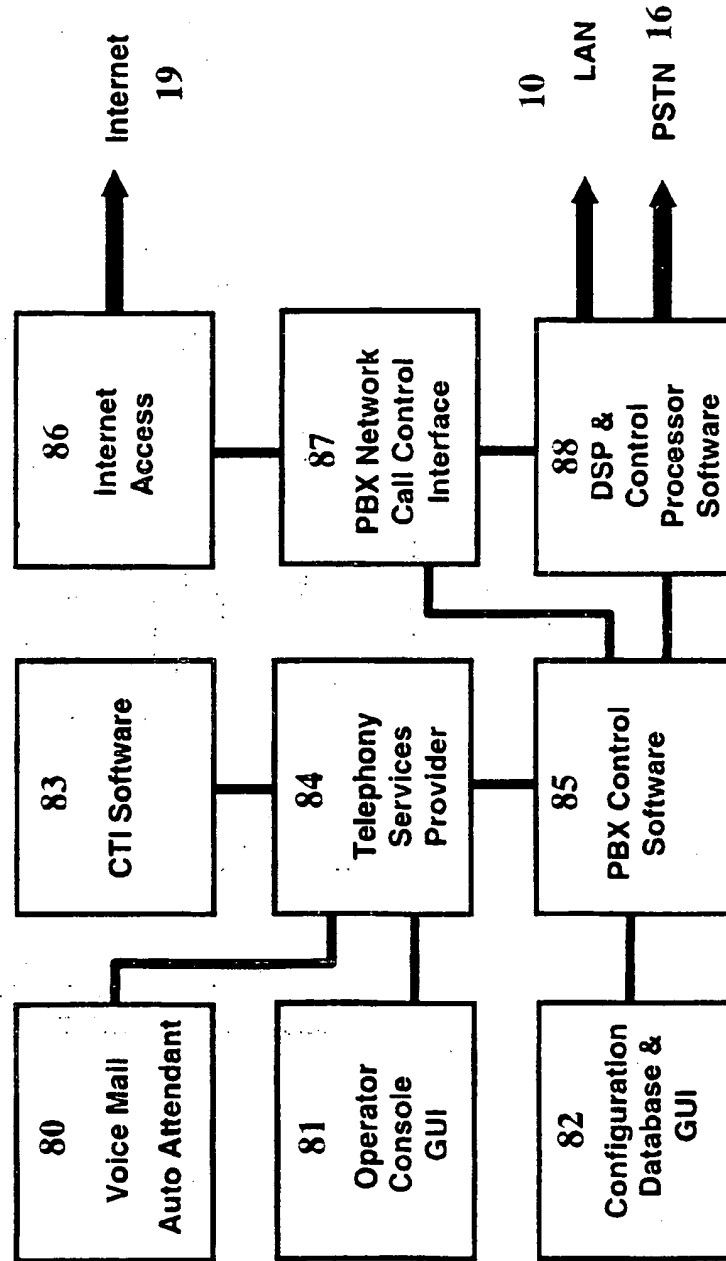 80
Voice Mail
Auto Attendant
83
CTI Software
86
Internet
Access
Internet
19
81
Operator
Console
GUI
84
Telephony
Services
Provider
87
PBX Network
Call Control
Interface
82
Configuration
Database &
GUI
85
PBX Control
Software
88
DSP &
Control
Processor
Software
10
LAN
PSTN 16